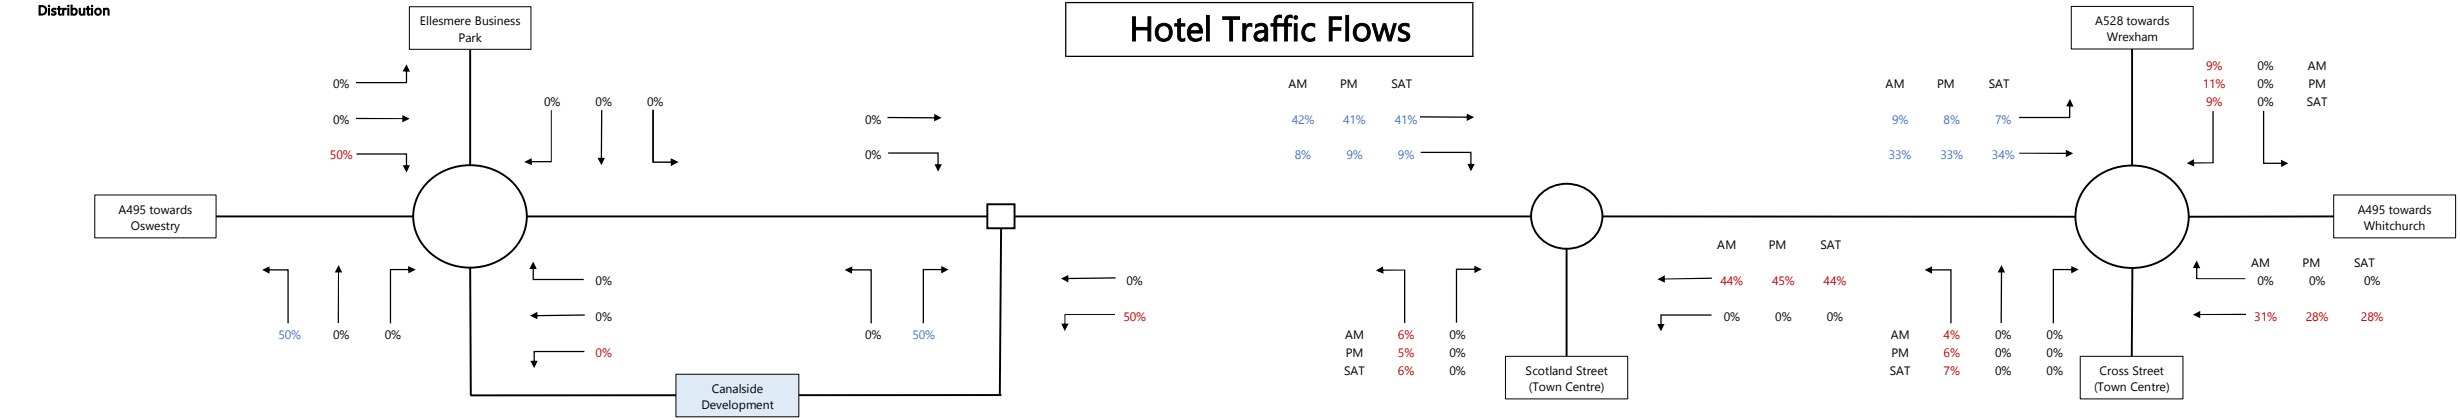 Distribution
Hotel Traffic Flows
Ellesmere Business
Park
A528 towards
Wrexham
0%
0%
50%
0% 0% 0%
0%
0%
AM PM SAT
42% 41% 41%
8% 9% 9%
AM PM SAT
9% 8% 7%
33% 33% 34%
9% 0% AM
11% 0% PM
9% 0% SAT
A495 towards
Oswestry
A495 towards
Whitchurch
50% 0% 0%
0%
0%
0%
0% 50%
0%
50%
AM 6% 0%
PM 5% 0%
SAT 6% 0%
AM PM SAT
44% 45% 44%
0% 0% 0%
AM 4% 0% 0%
PM 6% 0% 0%
SAT 7% 0% 0%
AM PM SAT
0% 0% 0%
31% 28% 28%
Canalside
Development
Scotland Street
(Town Centre)
Cross Street
(Town Centre)